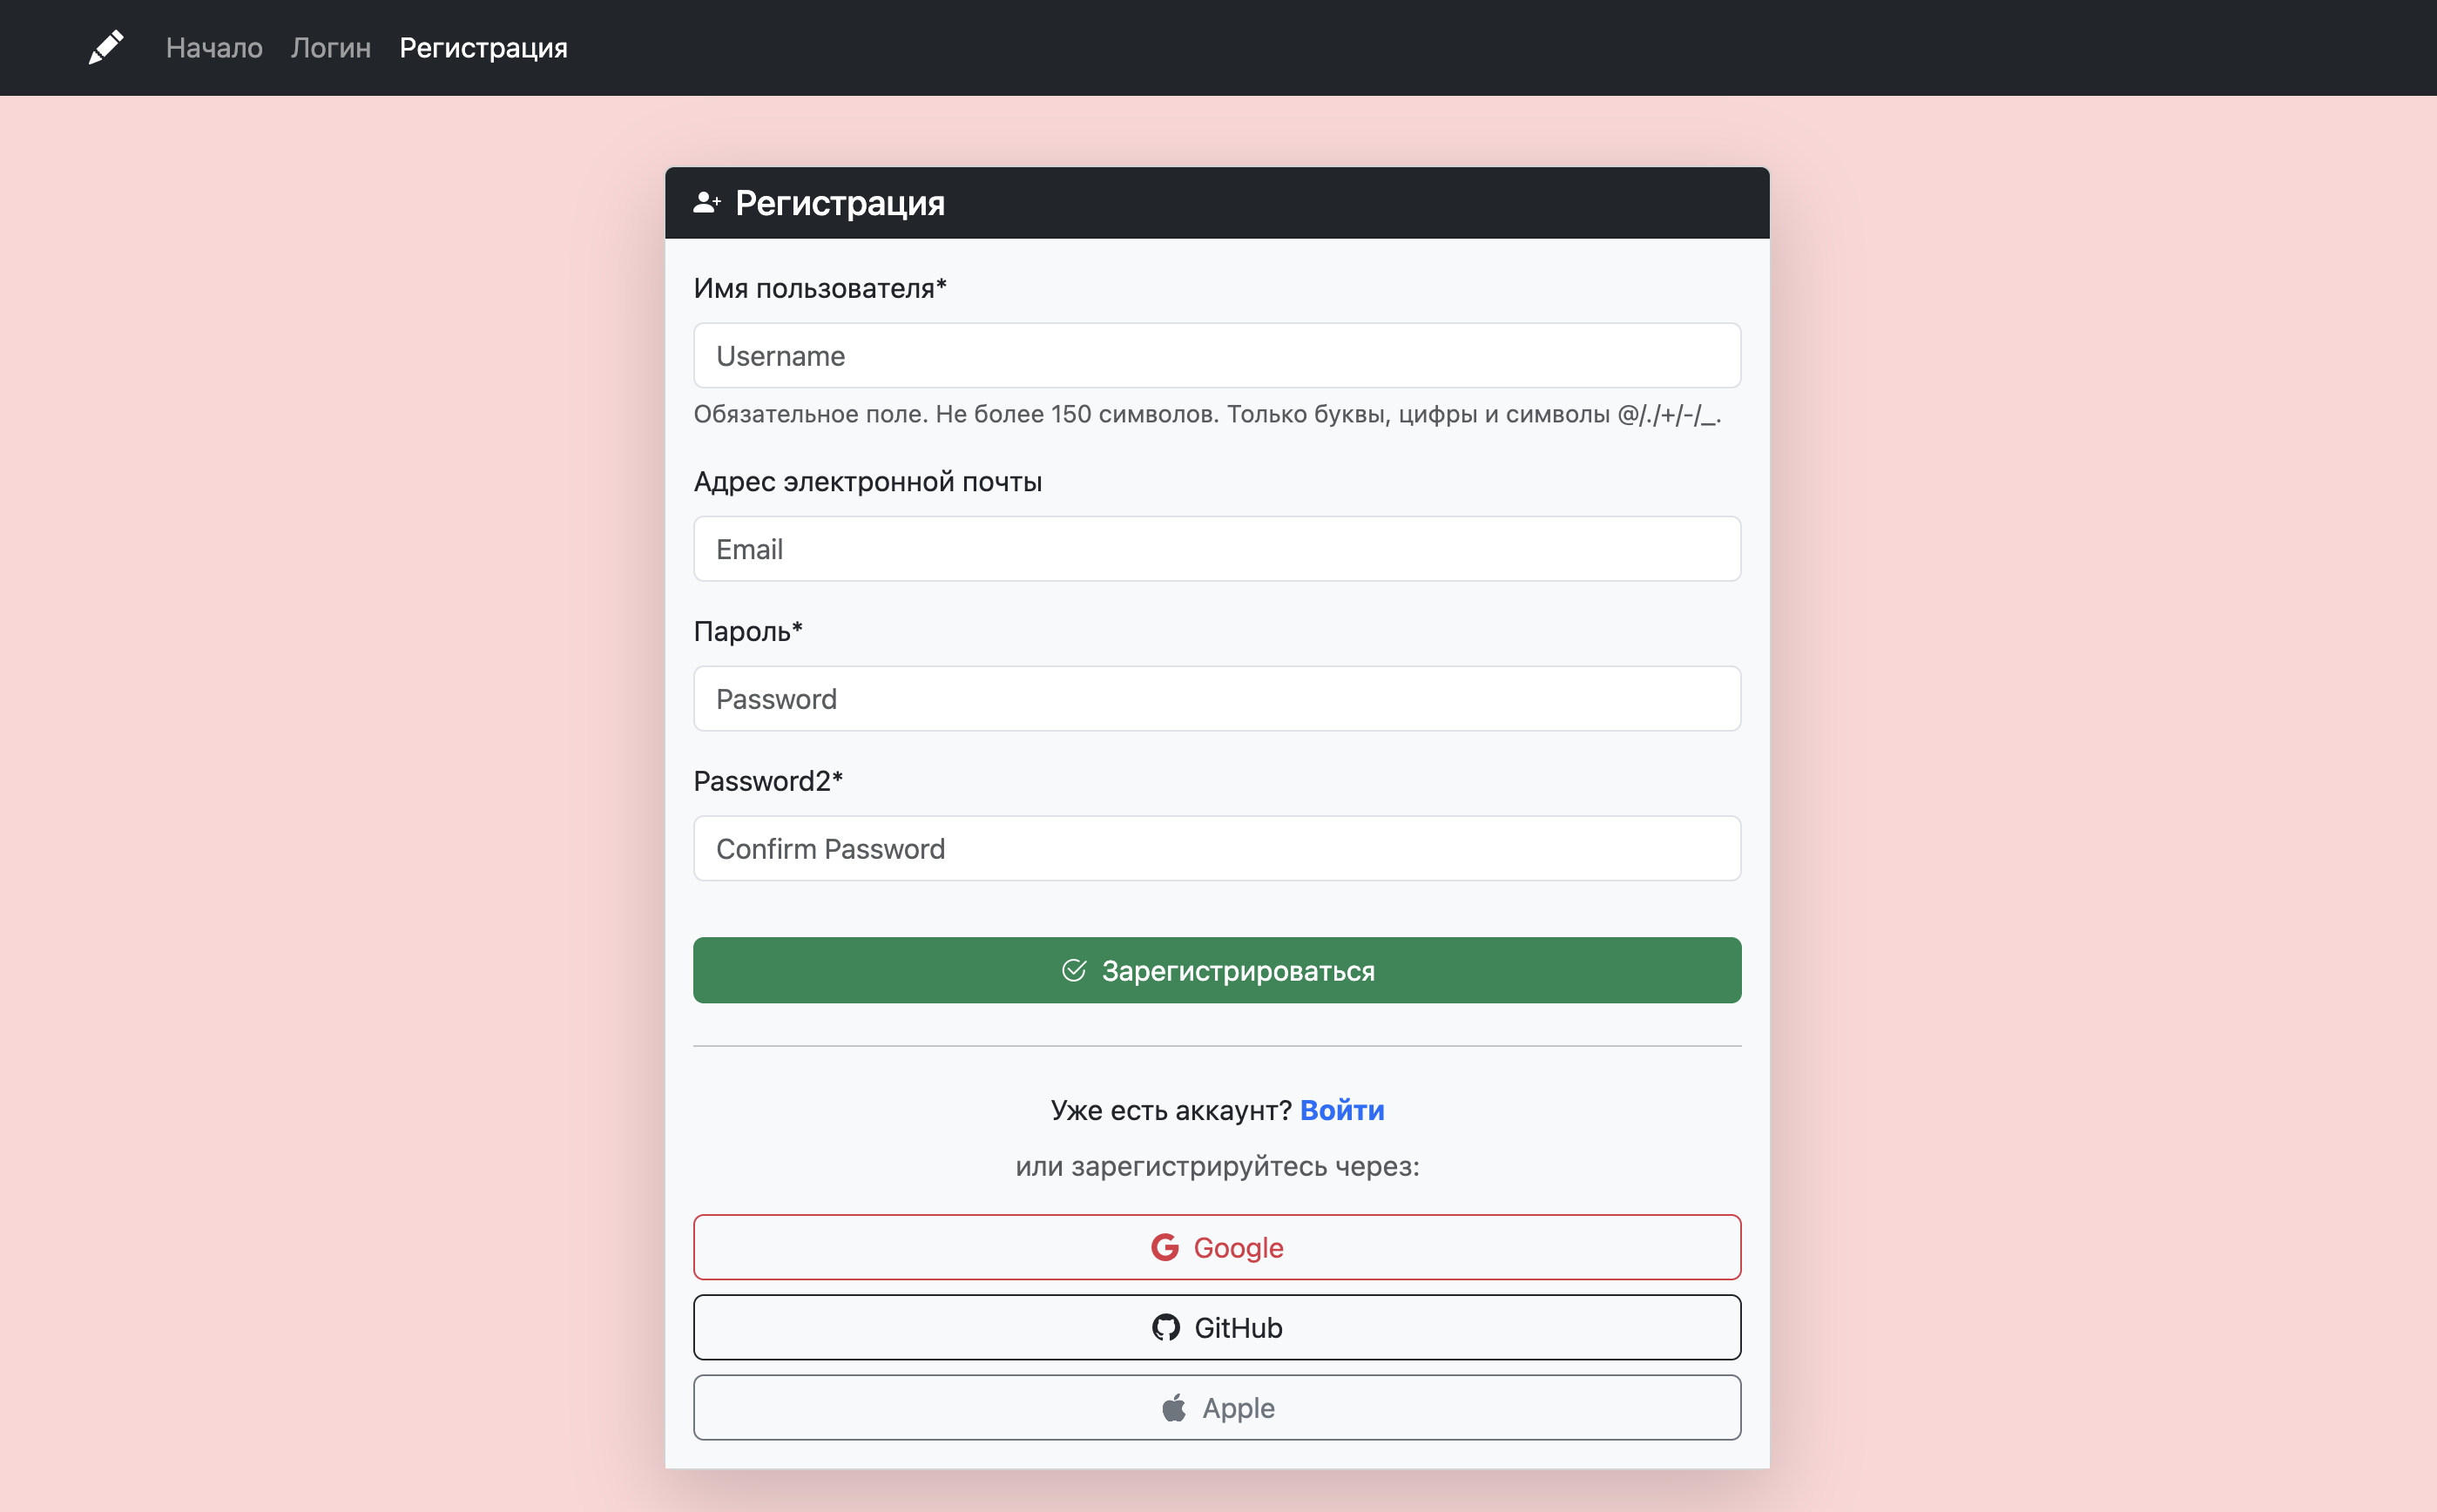 Начало Логин Регистрация
Регистрация
Имя пользователя*
Username
Обязательное поле. Не более 150 символов. Только буквы, цифры и символы @/./+/-/_.
Адрес электронной почты
Email
Пароль*
Password
Password2*
Confirm Password
Зарегистрироваться
Уже есть аккаунт? Войти
или зарегистрируйтесь через:
Google
GitHub
Apple